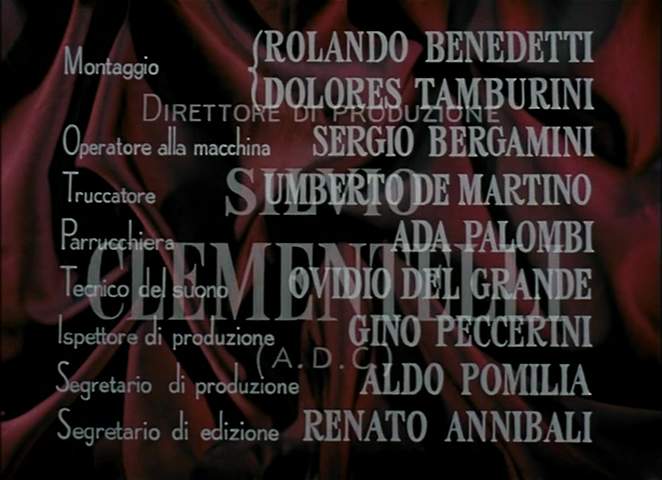 Montaggio ROLANDO BENEDETTI
DOLORES TAMBURINI
DIRETTORE DI PRODUZIONE
Operatore alla macchina SERGIO BERGAMINI
Truccatore UMBERTO DE MARTINO
SILVIO
Parrucchiera ADA PALOMBI
CLEMENTELLI
Tecnico del suono OVIDIO DEL GRANDE
Ispettore di produzione GINO PECCERINI
(A.D.C.)
Segretario di produzione ALDO POMILIA
Segretario di edizione RENATO ANNIBALI